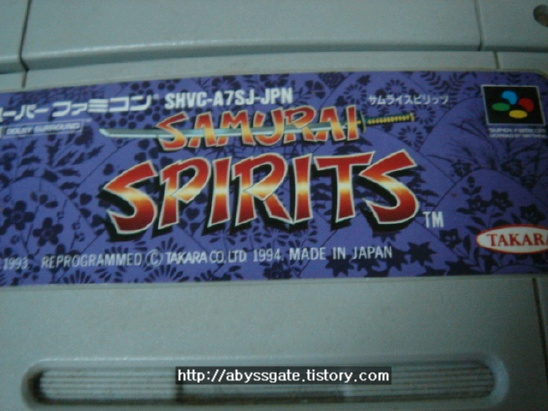 ーパーファミコン SHVC-A7SJ-JPN サムライスピリッツ
DOLBY SURROUND
SUPER FAMICOM
SAMURAI
SPIRITS TM
TAKARA
1993, REPROGRAMMED Ⓒ TAKARA CO.,LTD 1994, MADE IN JAPAN
http://abyssgate.tistory.com